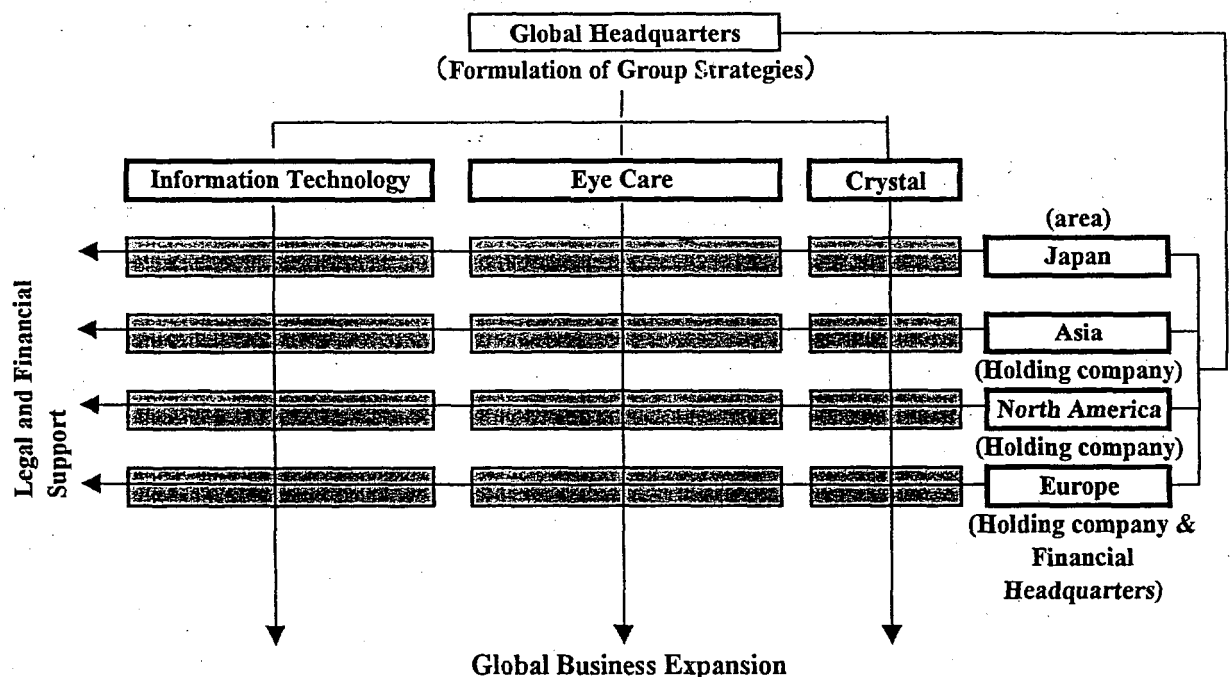 Global Headquarters
(Formulation of Group Strategies)
Information Technology
Eye Care
Crystal
(area)
Japan
Asia
(Holding company)
North America
(Holding company)
Europe
(Holding company &
Financial
Headquarters)
Legal and Financial
Support
Global Business Expansion